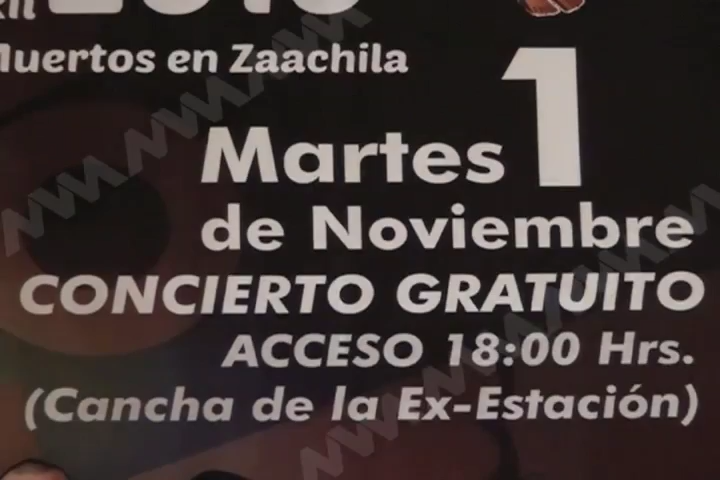 Muertos en Zaachila
Martes 1
de Noviembre
CONCIERTO GRATUITO
ACCESO 18:00 Hrs.
(Cancha de la Ex-Estación)